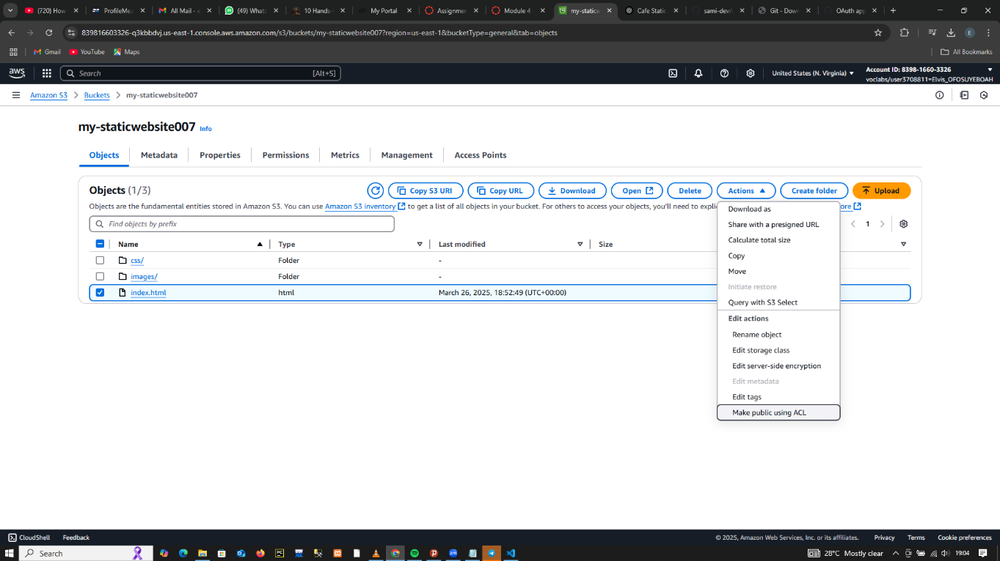 (720) How
ProfileMe.
All Mail - e
(49) Whats
10 Hands-
My Portal
Assignmen
Module 4
my-staticw
Cafe Static
sami-dev/
Git - Down
OAuth app
839816603326-q3kbbdvj.us-east-1.console.aws.amazon.com/s3/buckets/my-staticwebsite007?region=us-east-1&bucketType=general&tab=objects
Gmail
YouTube
Maps
All Bookmarks
aws
Search
[Alt+S]
United States (N. Virginia)
Account ID: 8398-1660-3326
voclabs/user3708811=Elvis_OFOSUYEBOAH
Amazon S3
Buckets
my-staticwebsite007
my-staticwebsite007 Info
Objects
Metadata
Properties
Permissions
Metrics
Management
Access Points
Objects (1/3)
Copy S3 URI
Copy URL
Download
Open
Delete
Actions
Create folder
Upload
Objects are the fundamental entities stored in Amazon S3. You can use Amazon S3 inventory to get a list of all objects in your bucket. For others to access your objects, you'll need to expli
ore
Find objects by prefix
1
Name
Type
Last modified
Size
css/
Folder
-
images/
Folder
-
index.html
html
March 26, 2025, 18:52:49 (UTC+00:00)
Download as
Share with a presigned URL
Calculate total size
Copy
Move
Initiate restore
Query with S3 Select
Edit actions
Rename object
Edit storage class
Edit server-side encryption
Edit metadata
Edit tags
Make public using ACL
CloudShell
Feedback
© 2025, Amazon Web Services, Inc. or its affiliates.
Privacy
Terms
Cookie preferences
Search
28°C Mostly clear
19:04